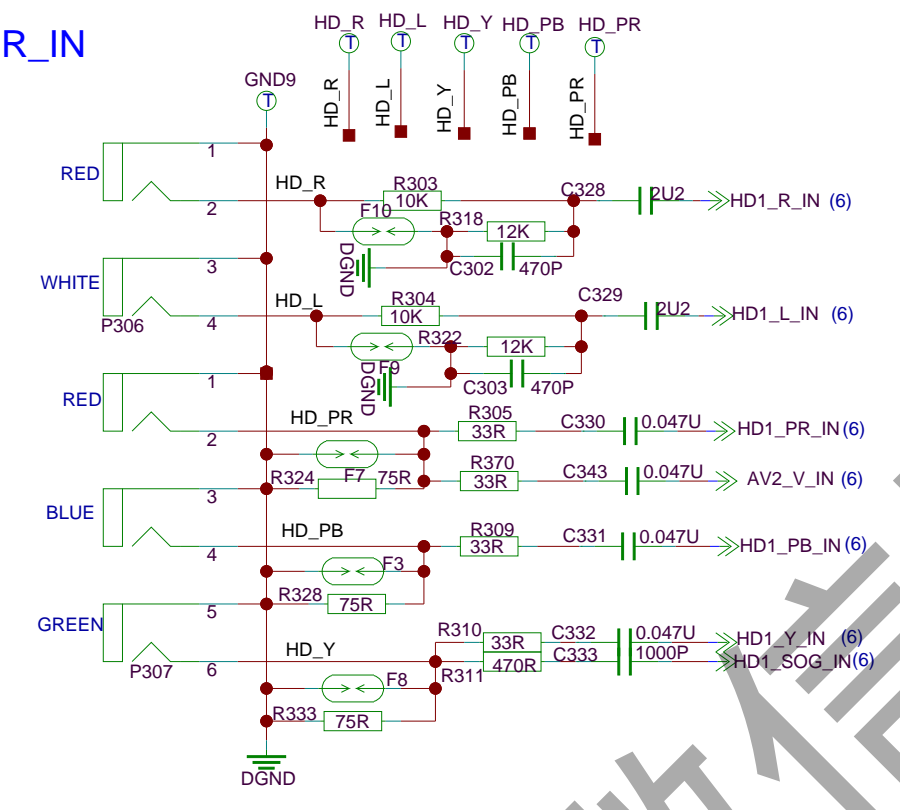 R_IN
HD_R HD_L HD_Y HD_PB HD_PR
T T T T T
GND9
T
HD_R HD_L HD_Y HD_PB HD_PR
RED 1
2 HD_R R303 10K C328 2U2 HD1_R_IN (6)
F10 R318 12K
DGND C302 470P
WHITE 3
P306 4 HD_L R304 10K C329 2U2 HD1_L_IN (6)
F9 R322 12K
DGND C303 470P
RED 1
2 HD_PR R305 33R C330 0.047U HD1_PR_IN (6)
R324 F7 75R R370 33R C343 0.047U AV2_V_IN (6)
BLUE 3
4 HD_PB R309 33R C331 0.047U HD1_PB_IN (6)
F3
R328 75R
GREEN 5
R310 33R C332 0.047U HD1_Y_IN (6)
P307 6 HD_Y R311 470R C333 1000P HD1_SOG_IN (6)
F8
R333 75R
DGND
信